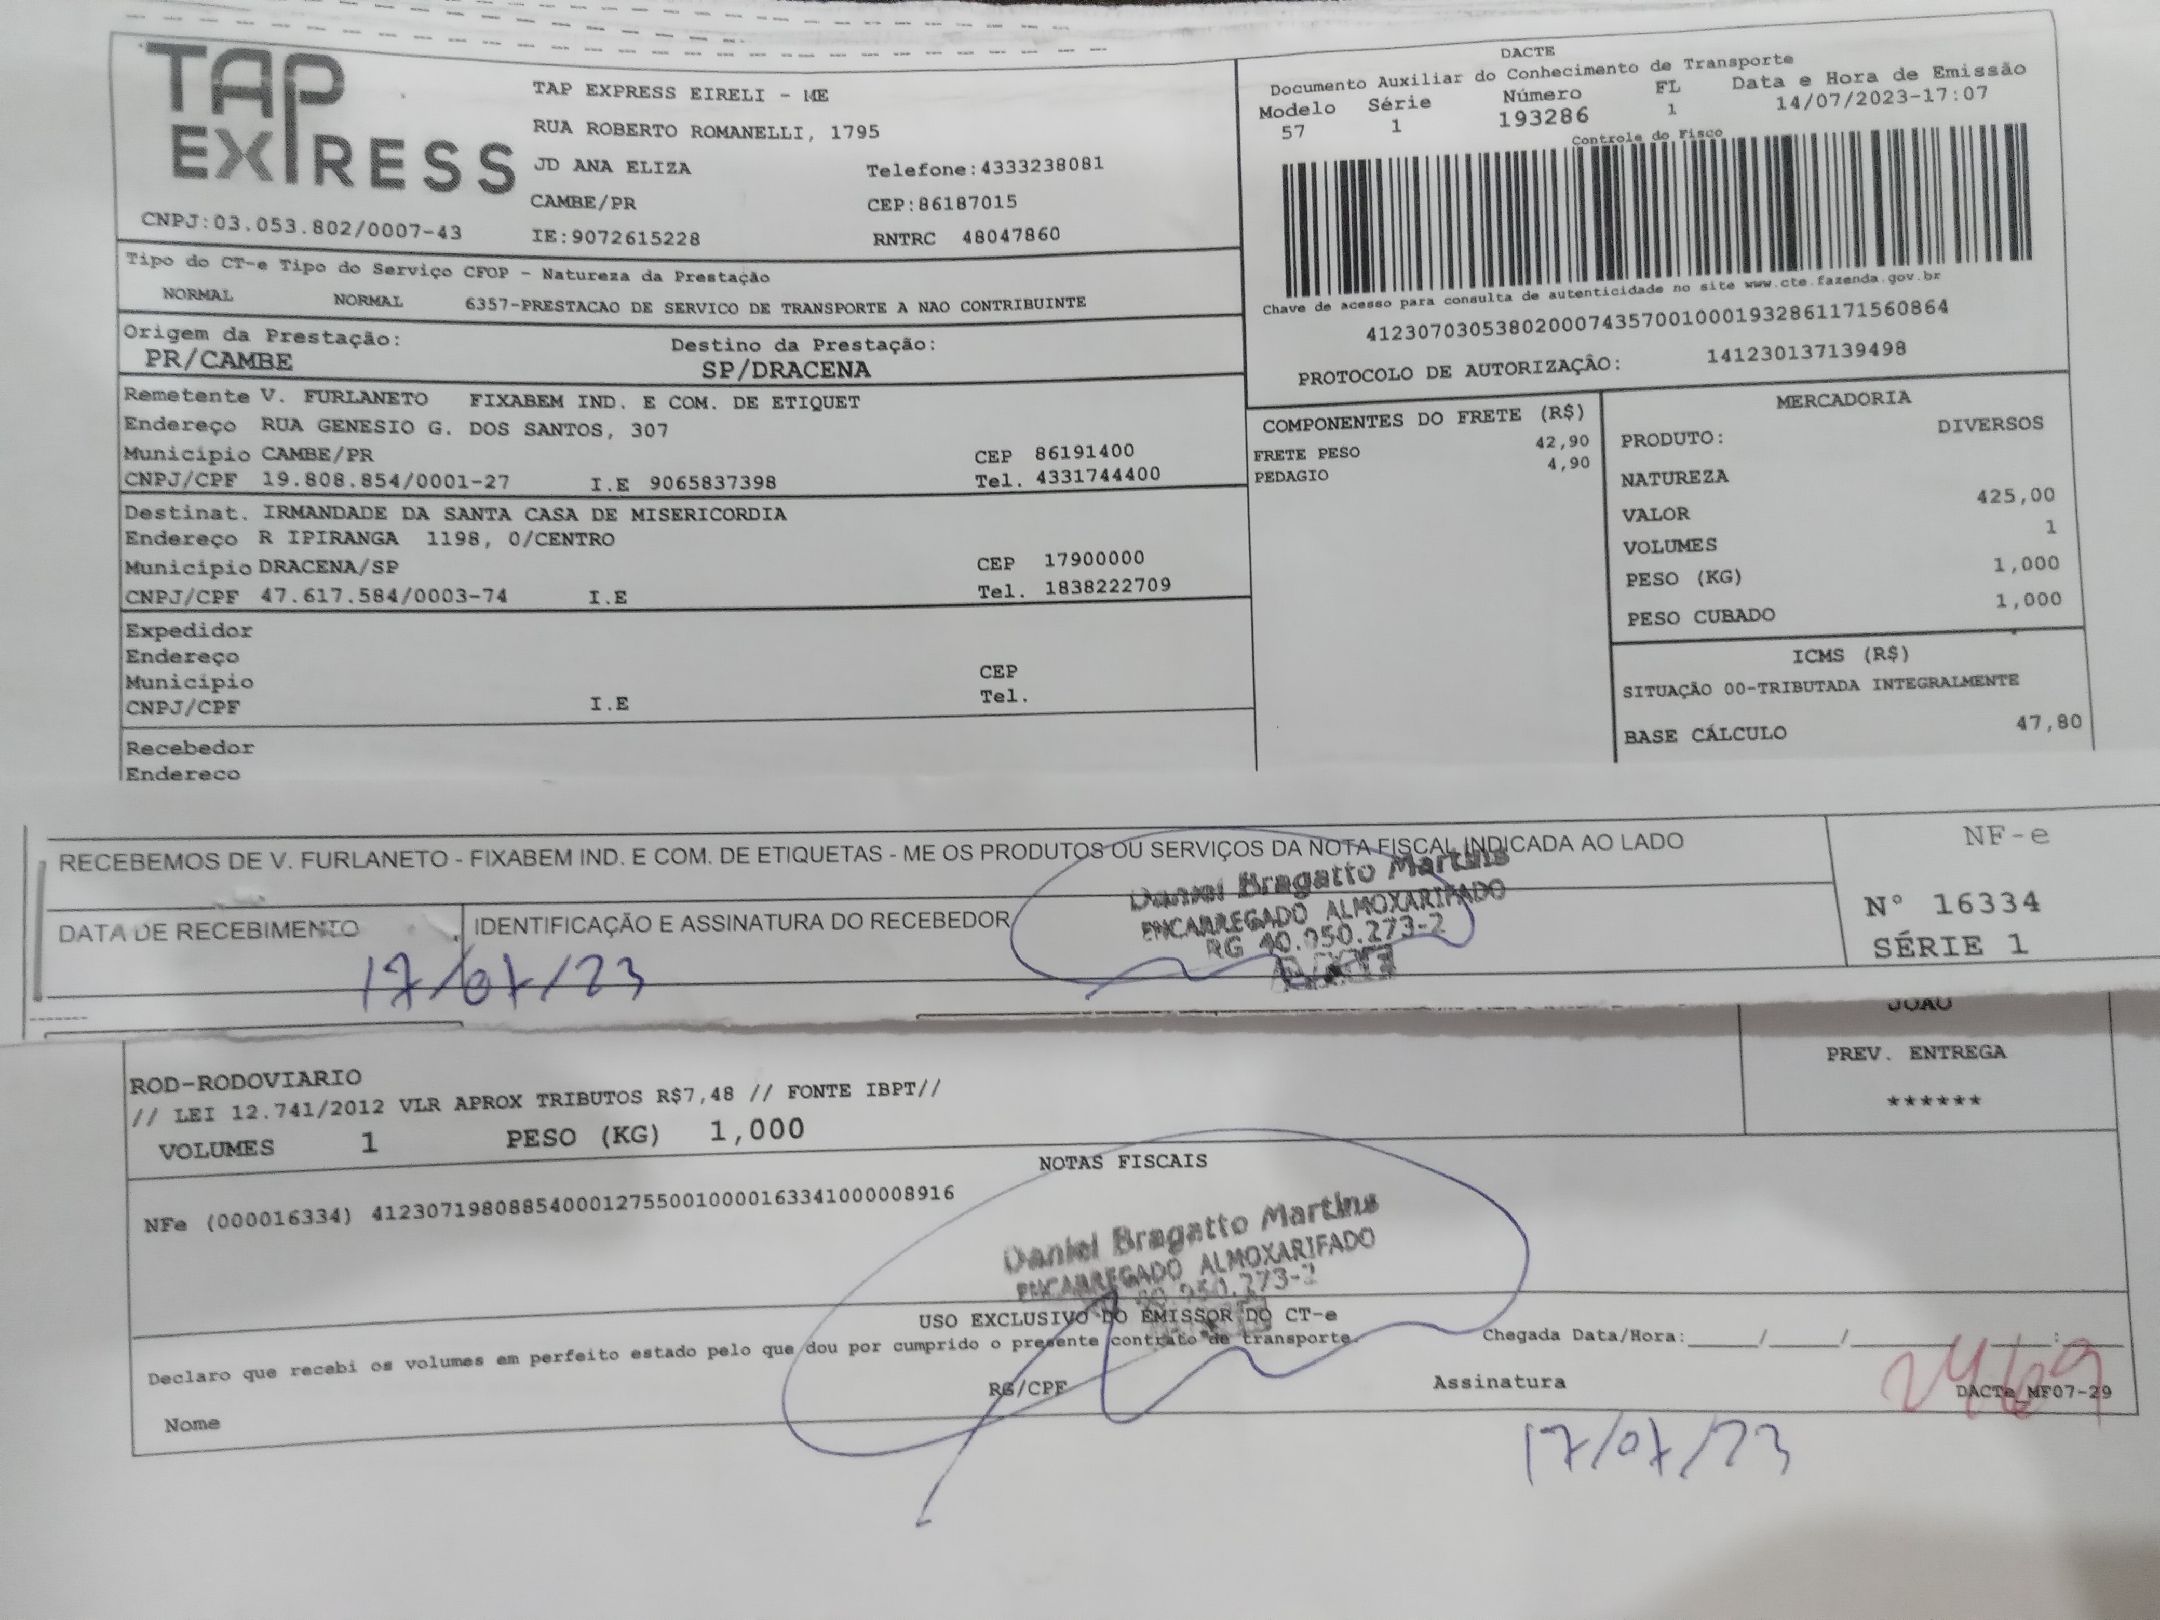 TAP
EXPRESS
CNPJ:03.053.802/0007-43
TAP EXPRESS EIRELI - ME
RUA ROBERTO ROMANELLI, 1795
JD ANA ELIZA Telefone:4333238081
CAMBE/PR CEP:86187015
IE:9072615228 RNTRC 48047860
DACTE
Documento Auxiliar do Conhecimento de Transporte
Modelo Série Número FL Data e Hora de Emissão
57 1 193286 1 14/07/2023-17:07
Controle do Fisco
Chave de acesso para consulta de autenticidade no site www.cte.fazenda.gov.br
41230703053802000743570010001932861171560864
PROTOCOLO DE AUTORIZAÇÃO: 141230137139498
Tipo do CT-e Tipo do Serviço CFOP - Natureza da Prestação
NORMAL NORMAL 6357-PRESTACAO DE SERVICO DE TRANSPORTE A NAO CONTRIBUINTE
Origem da Prestação: Destino da Prestação:
PR/CAMBE SP/DRACENA
Remetente V. FURLANETO FIXABEM IND. E COM. DE ETIQUET
Endereço RUA GENESIO G. DOS SANTOS, 307
Município CAMBE/PR CEP 86191400
CNPJ/CPF 19.808.854/0001-27 I.E 9065837398 Tel. 4331744400
Destinat. IRMANDADE DA SANTA CASA DE MISERICORDIA
Endereço R IPIRANGA 1198, 0/CENTRO
Município DRACENA/SP CEP 17900000
CNPJ/CPF 47.617.584/0003-74 I.E Tel. 1838222709
Expedidor
Endereço
Município CEP
CNPJ/CPF I.E Tel.
Recebedor
Endereco
COMPONENTES DO FRETE (R$)
FRETE PESO 42,90
PEDAGIO 4,90
MERCADORIA
PRODUTO: DIVERSOS
NATUREZA
VALOR 425,00
VOLUMES 1
PESO (KG) 1,000
PESO CUBADO 1,000
ICMS (R$)
SITUAÇÃO 00-TRIBUTADA INTEGRALMENTE
BASE CÁLCULO 47,80
RECEBEMOS DE V. FURLANETO - FIXABEM IND. E COM. DE ETIQUETAS - ME OS PRODUTOS OU SERVIÇOS DA NOTA FISCAL INDICADA AO LADO
DATA DE RECEBIMENTO IDENTIFICAÇÃO E ASSINATURA DO RECEBEDOR
17/07/23
Daniel Bragatto Martins
ENCARREGADO ALMOXARIFADO
RG 40.950.273-2
NF-e
N° 16334
SÉRIE 1
JOAO
PREV. ENTREGA
******
ROD-RODOVIARIO
// LEI 12.741/2012 VLR APROX TRIBUTOS R$7,48 // FONTE IBPT//
VOLUMES 1 PESO (KG) 1,000
NOTAS FISCAIS
NFe (000016334) 41230719808854000127550010000163341000008916
Daniel Bragatto Martins
ENCARREGADO ALMOXARIFADO
USO EXCLUSIVO DO EMISSOR DO CT-e
Declaro que recebi os volumes em perfeito estado pelo que dou por cumprido o presente contrato de transporte.
Chegada Data/Hora:_____/_____/_____ _____:_____
Nome RG/CPF Assinatura DACTe_MF07-29
17/07/23